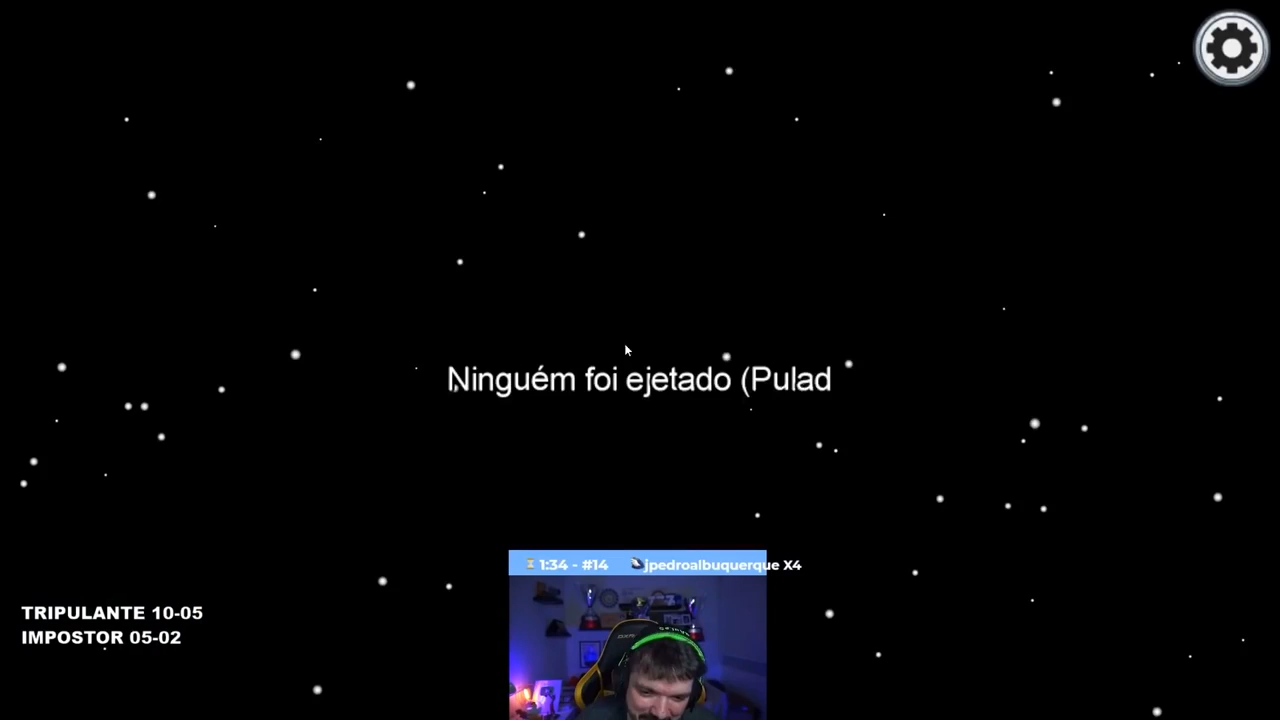 Ninguém foi ejetado (Pulad
1:34 - #14 jpedroalbuquerque X4
TRIPULANTE 10-05
IMPOSTOR 05-02